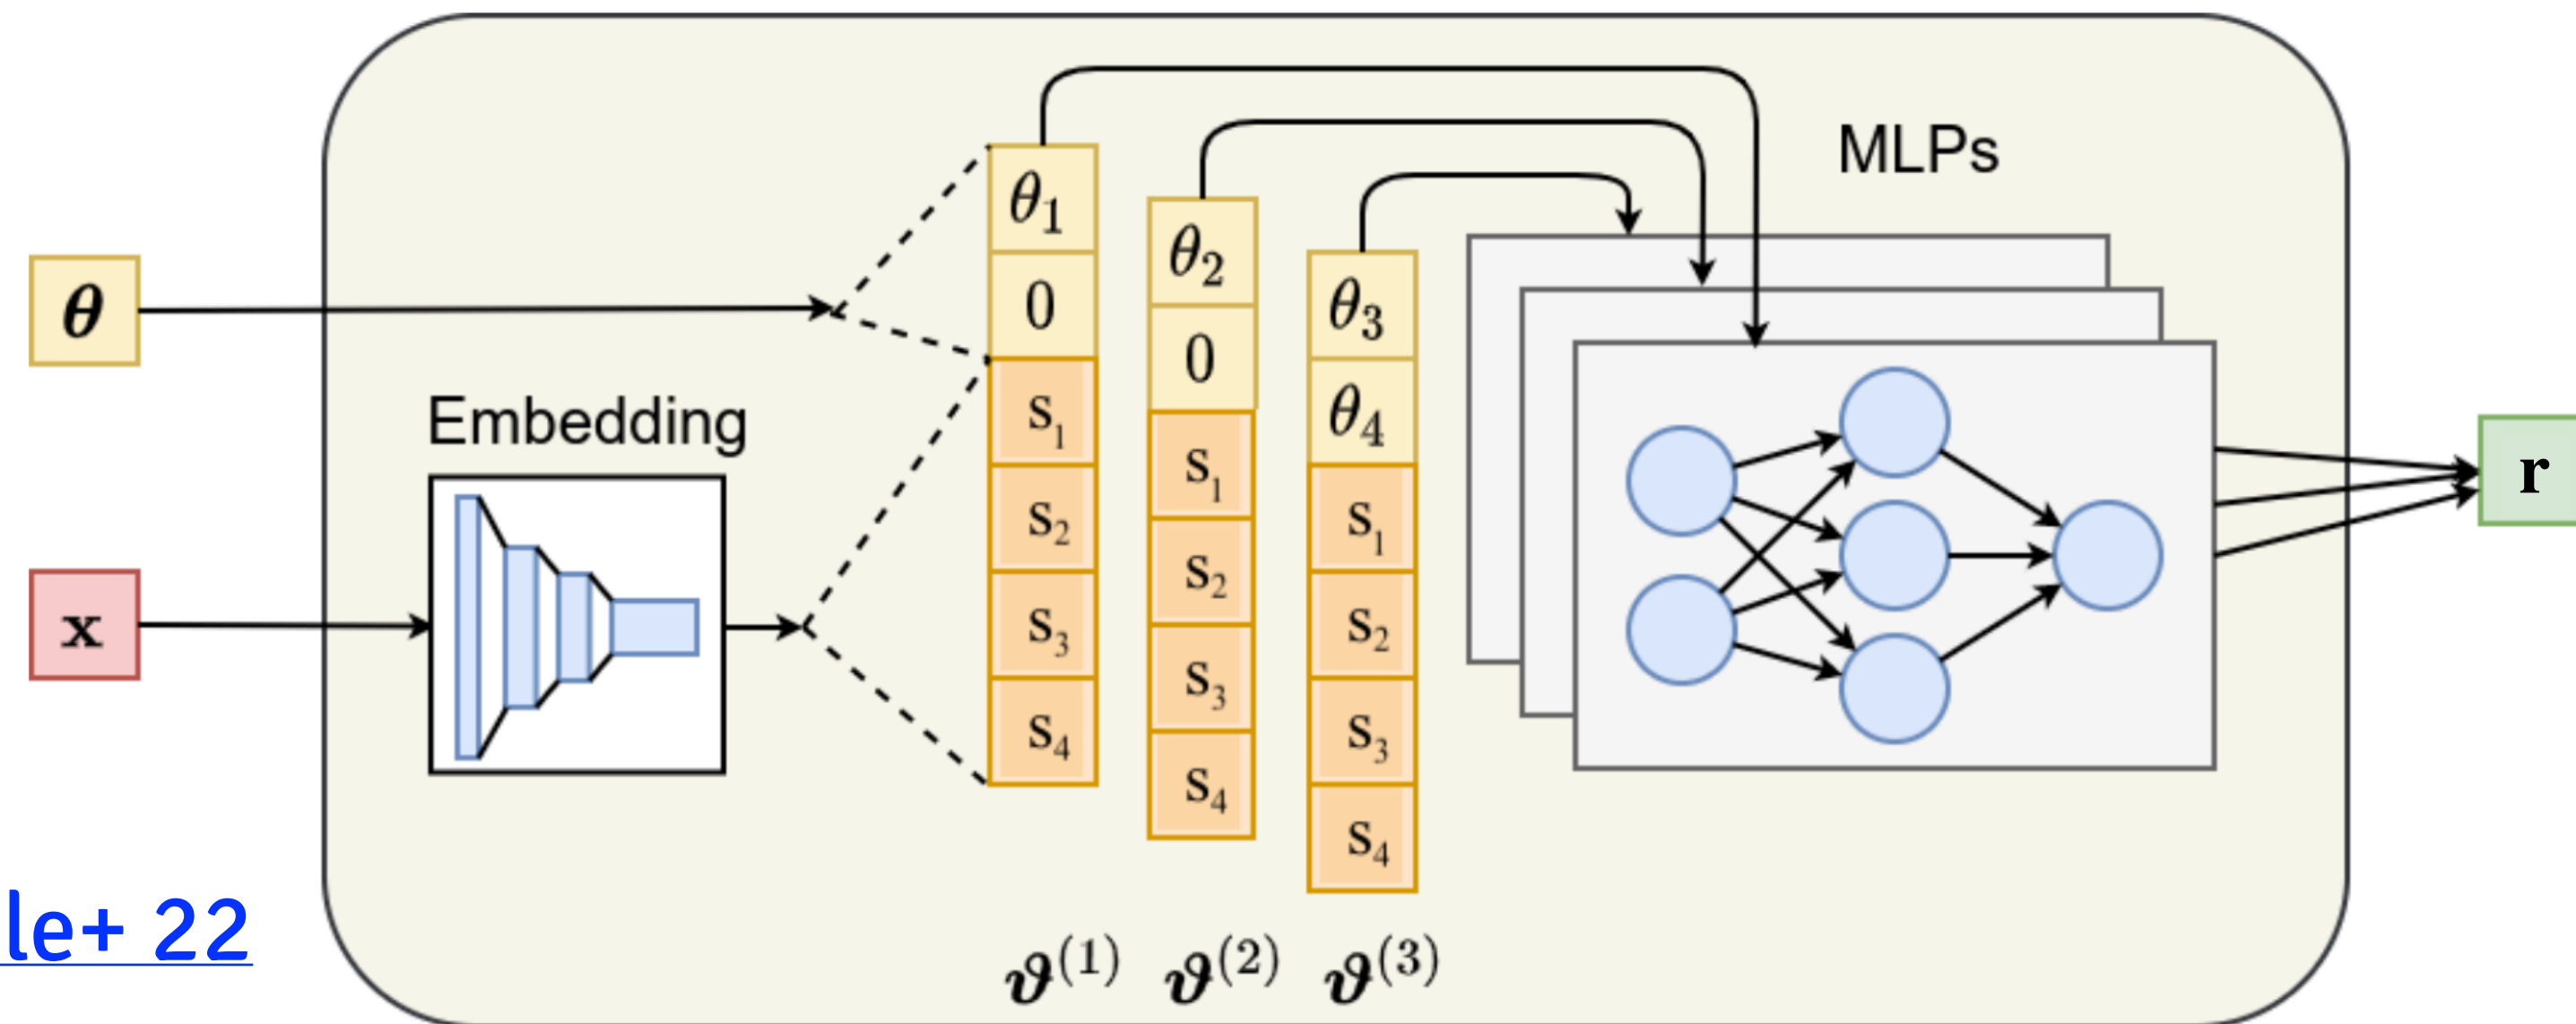 MLPs
θ
Embedding
x
θ₁
0
s₁
s₂
s₃
s₄
θ₂
0
s₁
s₂
s₃
s₄
θ₃
θ₄
s₁
s₂
s₃
s₄
r
ϑ⁽¹⁾ ϑ⁽²⁾ ϑ⁽³⁾
le+ 22